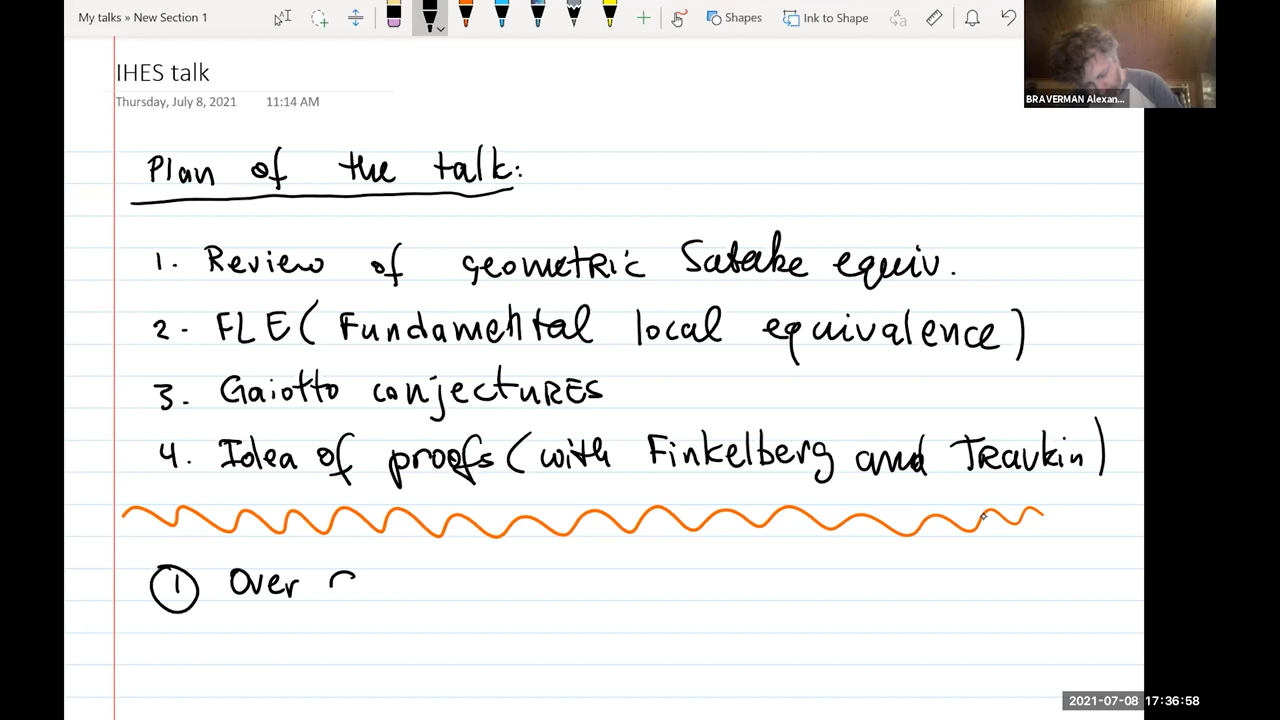 My talks » New Section 1
Shapes
Ink to Shape
IHES talk
Thursday, July 8, 2021 11:14 AM
BRAVERMAN Alexan...
Plan of the talk:
1. Review of geometric Satake equiv.
2. FLE (Fundamental local equivalence)
3. Gaiotto conjectures
4. Idea of proofs (with Finkelberg and Travkin)
1 Over
2021-07-08 17:36:58